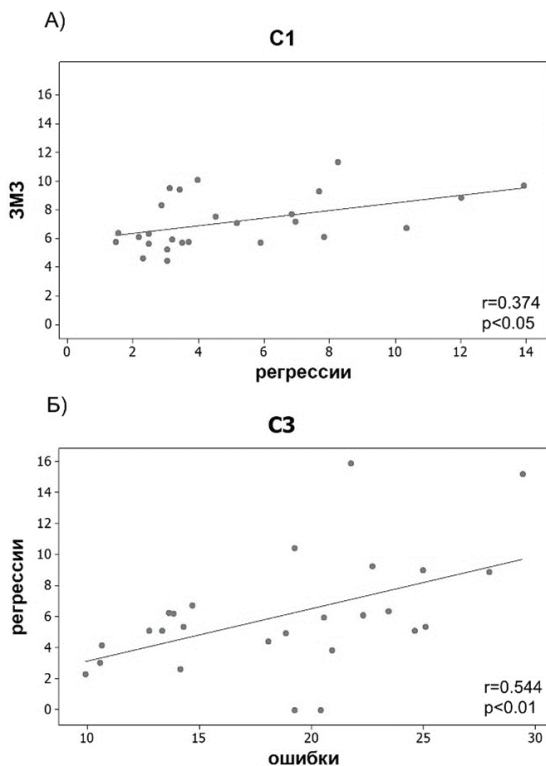 А)
С1
ЗМЗ
16
14
12
10
8
6
4
2
0
r=0.374
p<0.05
0 2 4 6 8 10 12 14
регрессии
Б)
С3
регрессии
16
14
12
10
8
6
4
2
0
r=0.544
p<0.01
10 15 20 25 30
ошибки